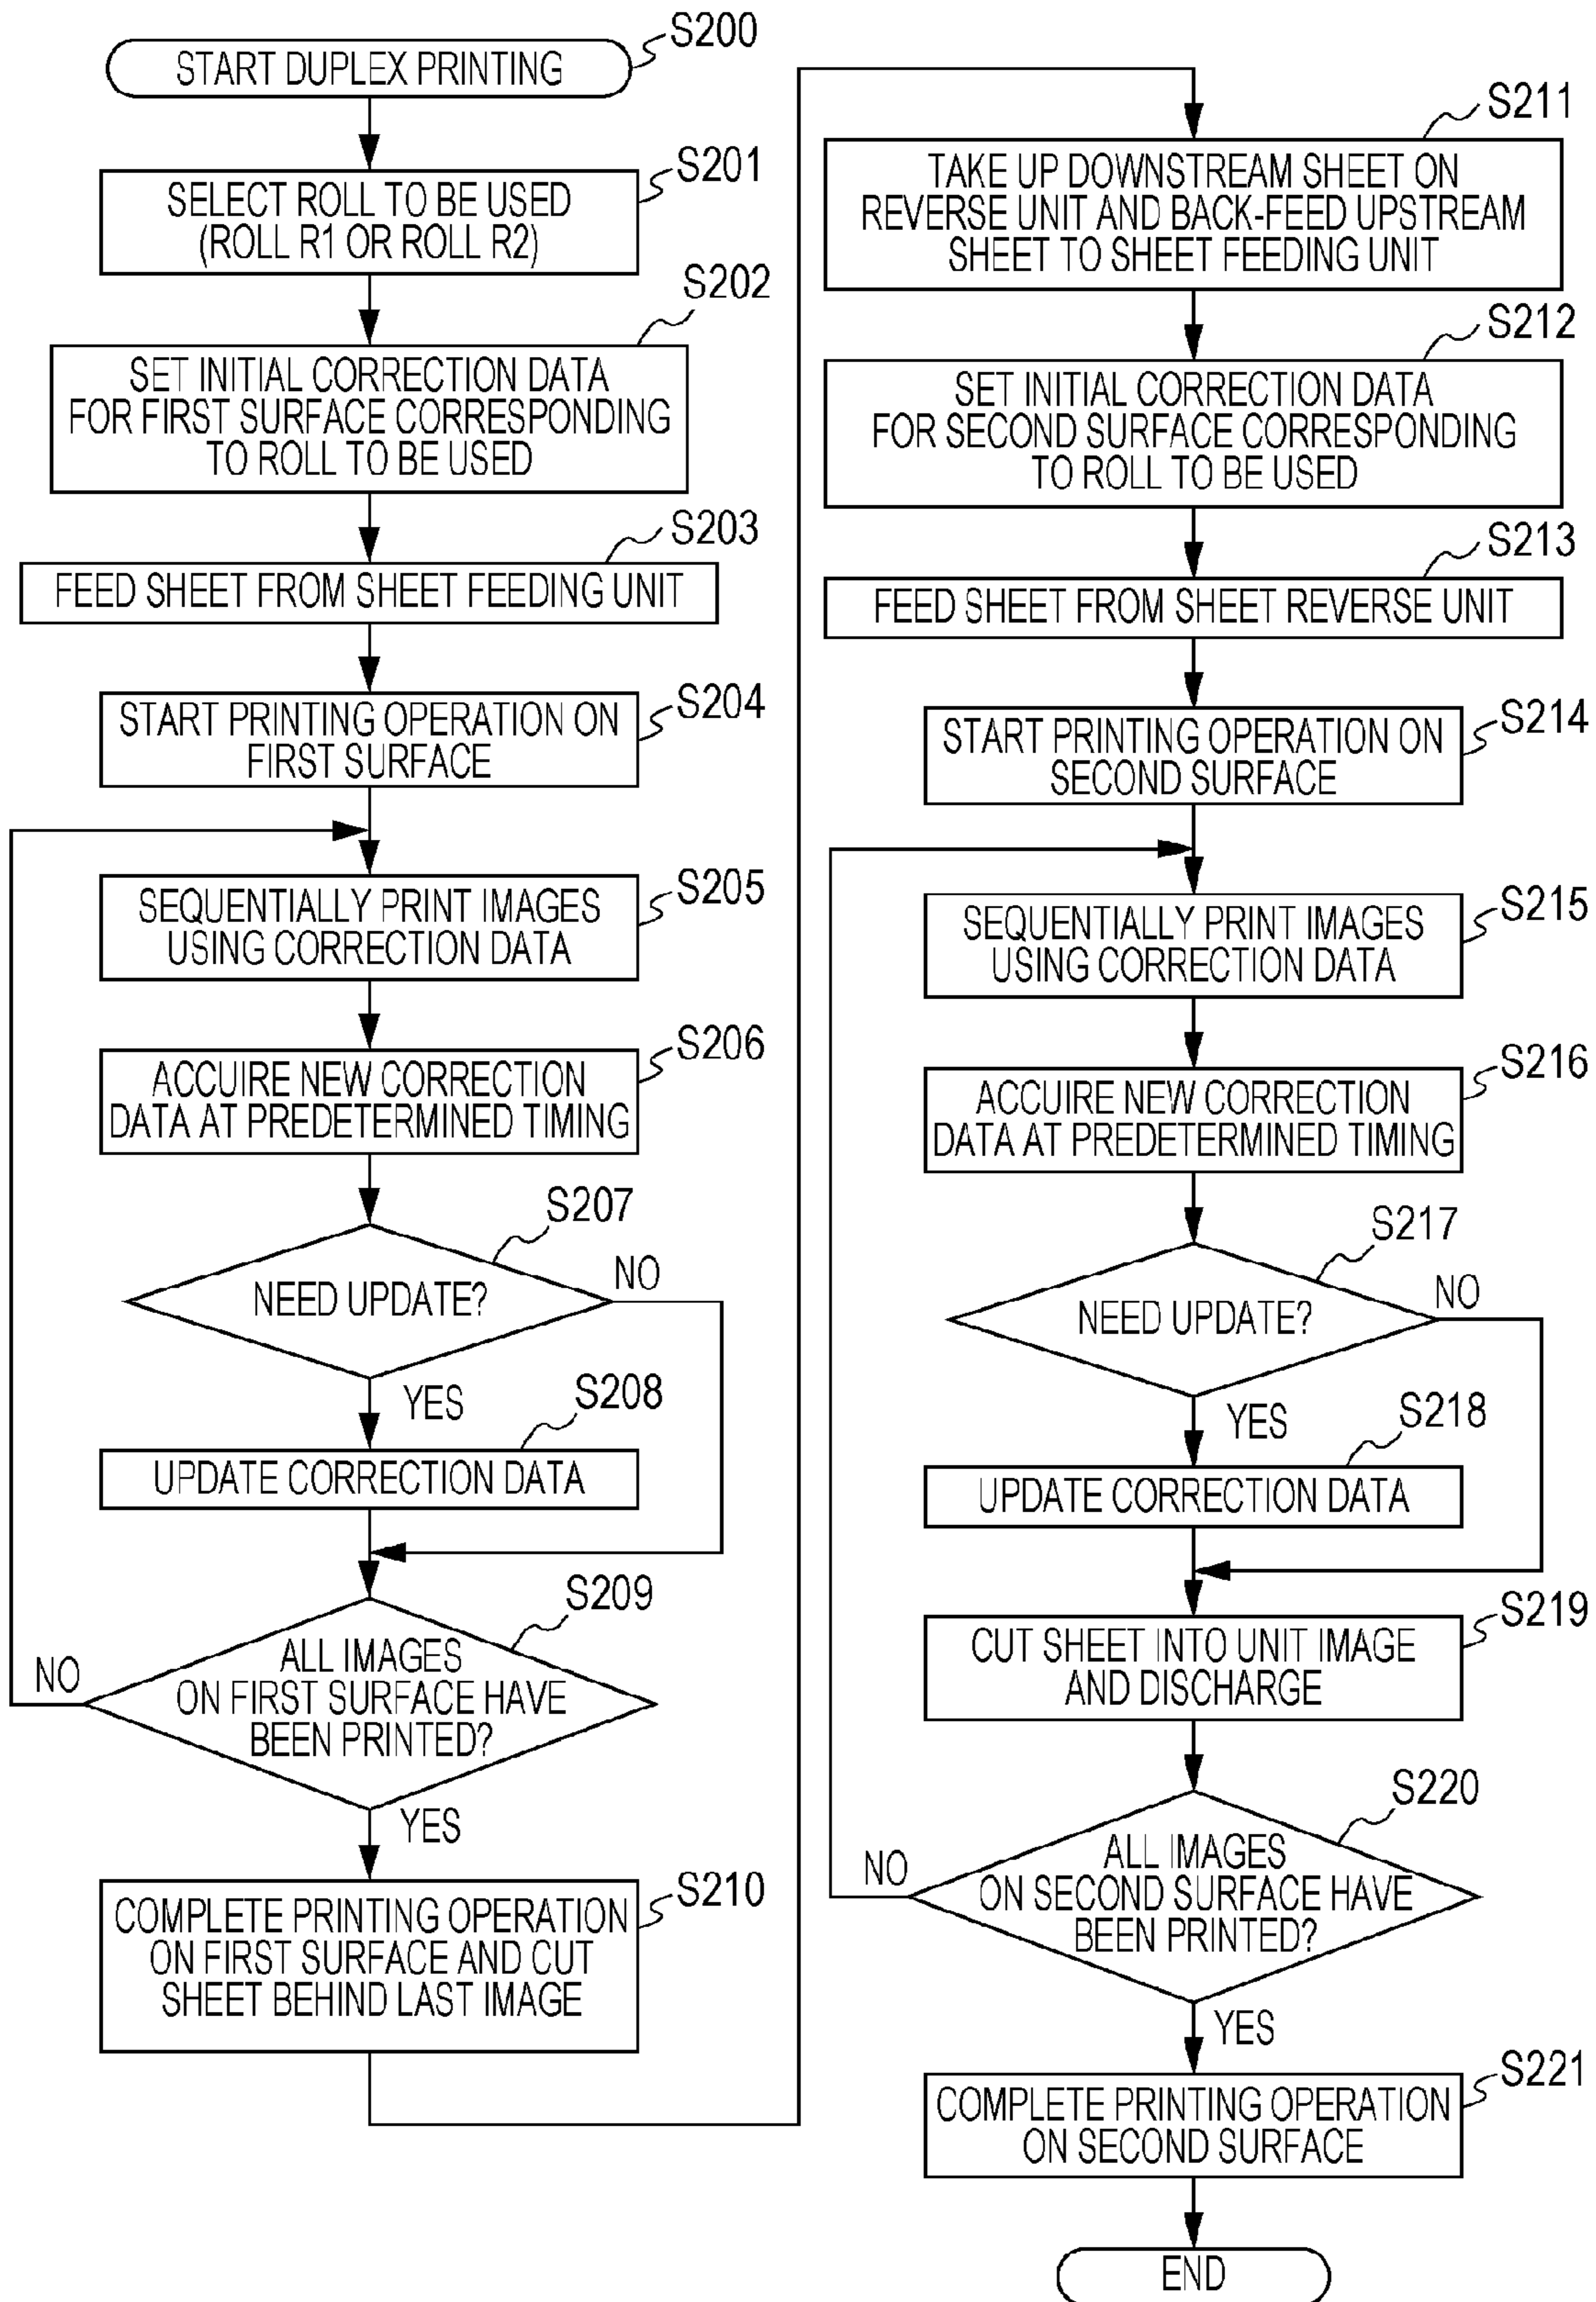 START DUPLEX PRINTING
S200
SELECT ROLL TO BE USED
(ROLL R1 OR ROLL R2)
S201
SET INITIAL CORRECTION DATA
FOR FIRST SURFACE CORRESPONDING
TO ROLL TO BE USED
S202
FEED SHEET FROM SHEET FEEDING UNIT
S203
START PRINTING OPERATION ON
FIRST SURFACE
S204
SEQUENTIALLY PRINT IMAGES
USING CORRECTION DATA
S205
ACCUIRE NEW CORRECTION
DATA AT PREDETERMINED TIMING
S206
NEED UPDATE?
S207
NO
YES
UPDATE CORRECTION DATA
S208
ALL IMAGES
ON FIRST SURFACE HAVE
BEEN PRINTED?
S209
NO
YES
COMPLETE PRINTING OPERATION
ON FIRST SURFACE AND CUT
SHEET BEHIND LAST IMAGE
S210
TAKE UP DOWNSTREAM SHEET ON
REVERSE UNIT AND BACK-FEED UPSTREAM
SHEET TO SHEET FEEDING UNIT
S211
SET INITIAL CORRECTION DATA
FOR SECOND SURFACE CORRESPONDING
TO ROLL TO BE USED
S212
FEED SHEET FROM SHEET REVERSE UNIT
S213
START PRINTING OPERATION ON
SECOND SURFACE
S214
SEQUENTIALLY PRINT IMAGES
USING CORRECTION DATA
S215
ACCUIRE NEW CORRECTION
DATA AT PREDETERMINED TIMING
S216
NEED UPDATE?
S217
NO
YES
UPDATE CORRECTION DATA
S218
CUT SHEET INTO UNIT IMAGE
AND DISCHARGE
S219
ALL IMAGES
ON SECOND SURFACE HAVE
BEEN PRINTED?
S220
NO
YES
COMPLETE PRINTING OPERATION
ON SECOND SURFACE
S221
END